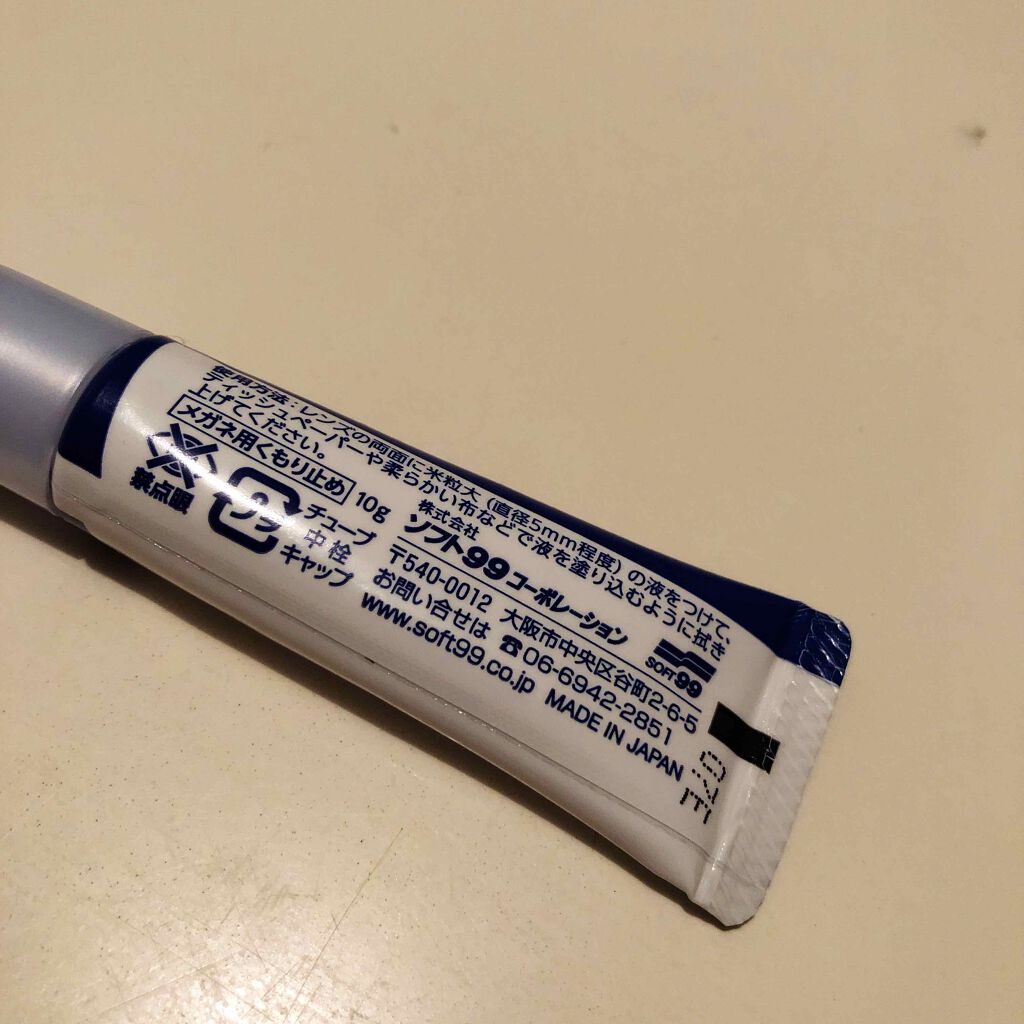 使用方法:レンズの両面に米粒大(直径5mm程度)の液をつけて、
ティッシュペーパーや柔らかい布などで液を塗り込むように拭き
上げてください。
メガネ用くもり止め 10g
禁点眼
プラ
チューブ
中栓
キャップ
株式会社
ソフト99コーポレーション
SOFT99
〒540-0012 大阪市中央区谷町2-6-5
お問い合せは ☎06-6942-2851
www.soft99.co.jp MADE IN JAPAN